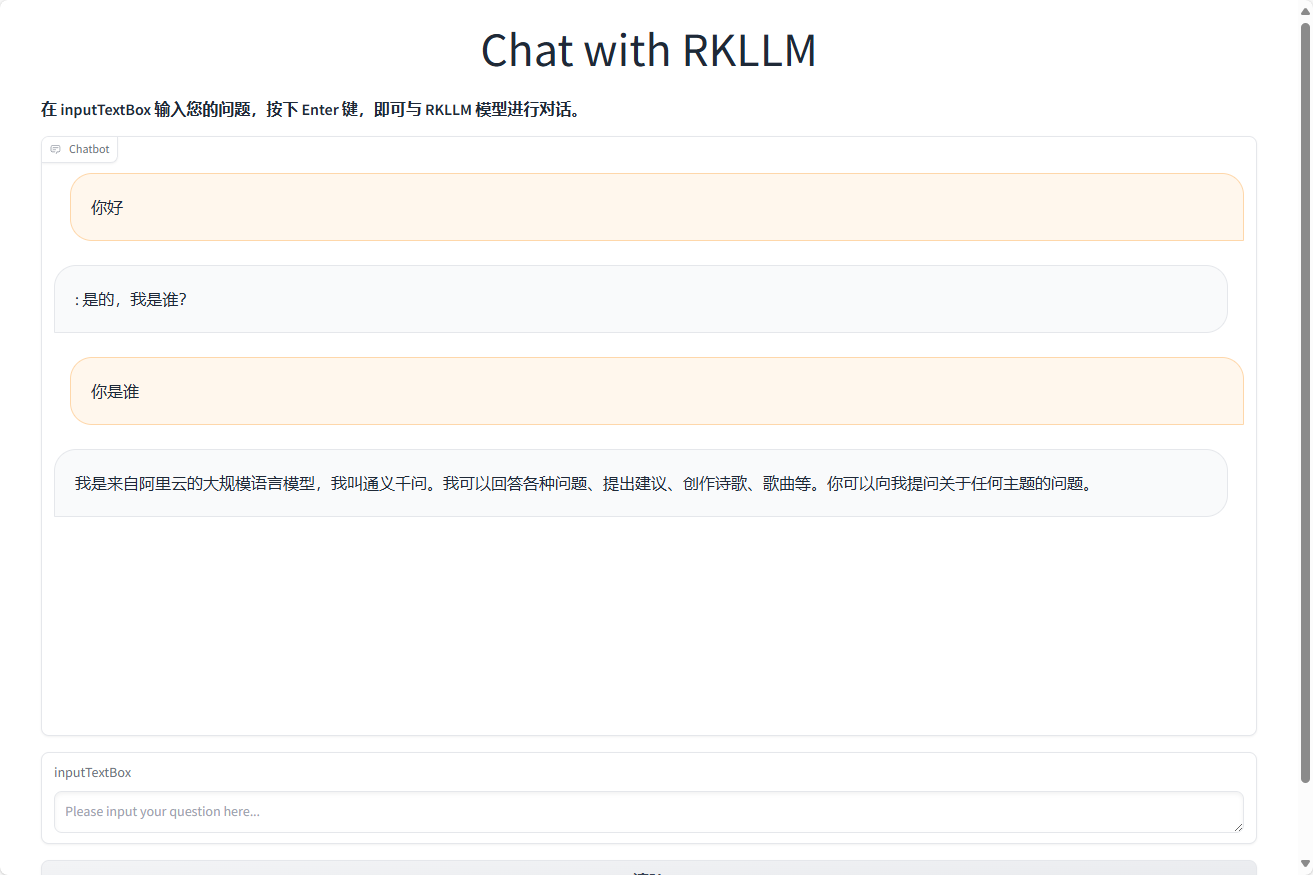 Chat with RKLLM
在 inputTextBox 输入您的问题，按下 Enter 键，即可与 RKLLM 模型进行对话。
Chatbot
你好
: 是的，我是谁？
你是谁
我是来自阿里云的大规模语言模型，我叫通义千问。我可以回答各种问题、提出建议、创作诗歌、歌曲等。你可以向我提问关于任何主题的问题。
inputTextBox
Please input your question here...